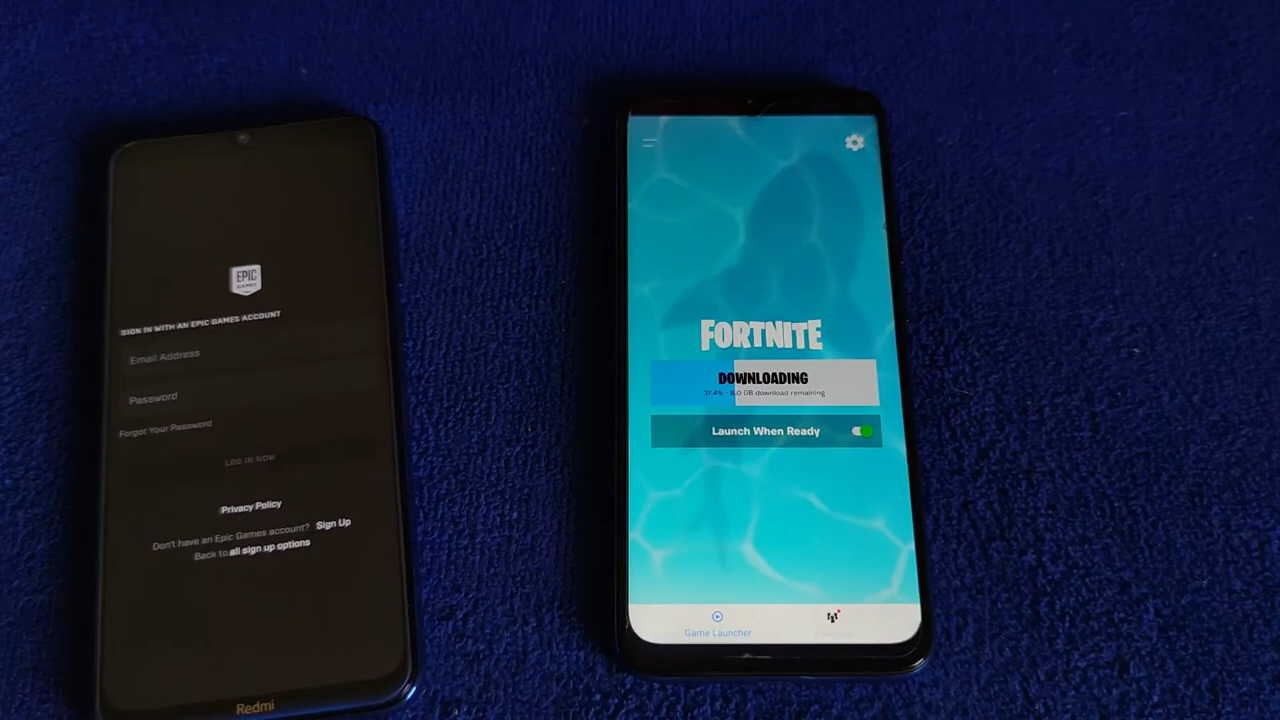 EPIC
GAMES
SIGN IN WITH AN EPIC GAMES ACCOUNT
Email Address
Password
Forgot Your Password
LOG IN NOW
Privacy Policy
Don't have an Epic Games account? Sign Up
Back to all sign up options
Redmi
FORTNITE
DOWNLOADING
37.4% - 8.0 GB download remaining
Launch When Ready
Game Launcher